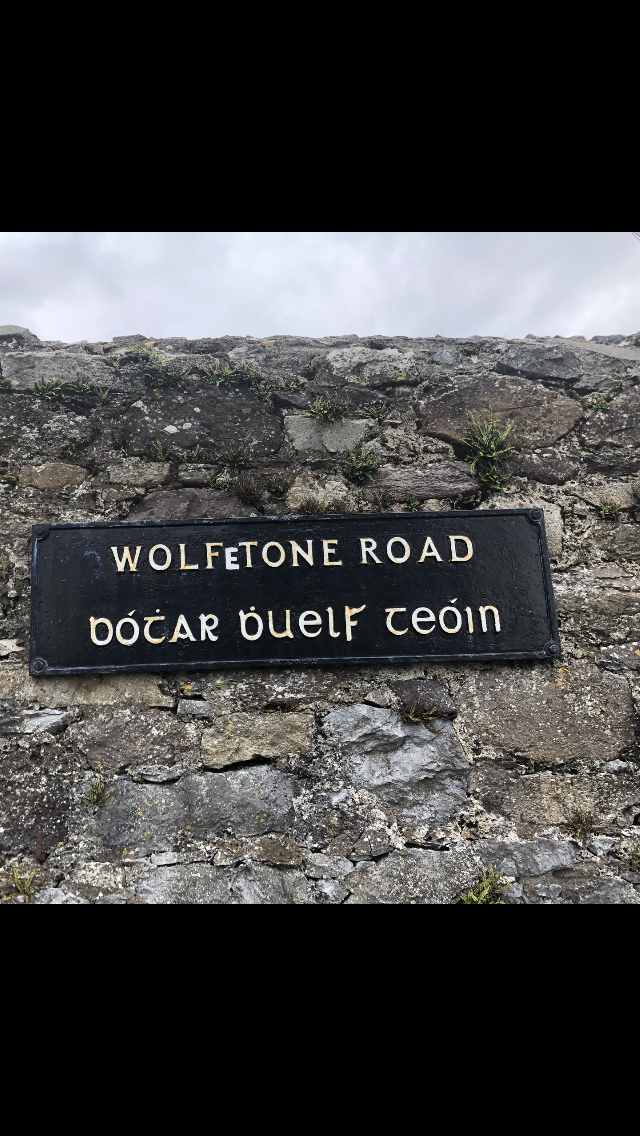 WOLFETONE ROAD
bóṫar ḃuelf teóin